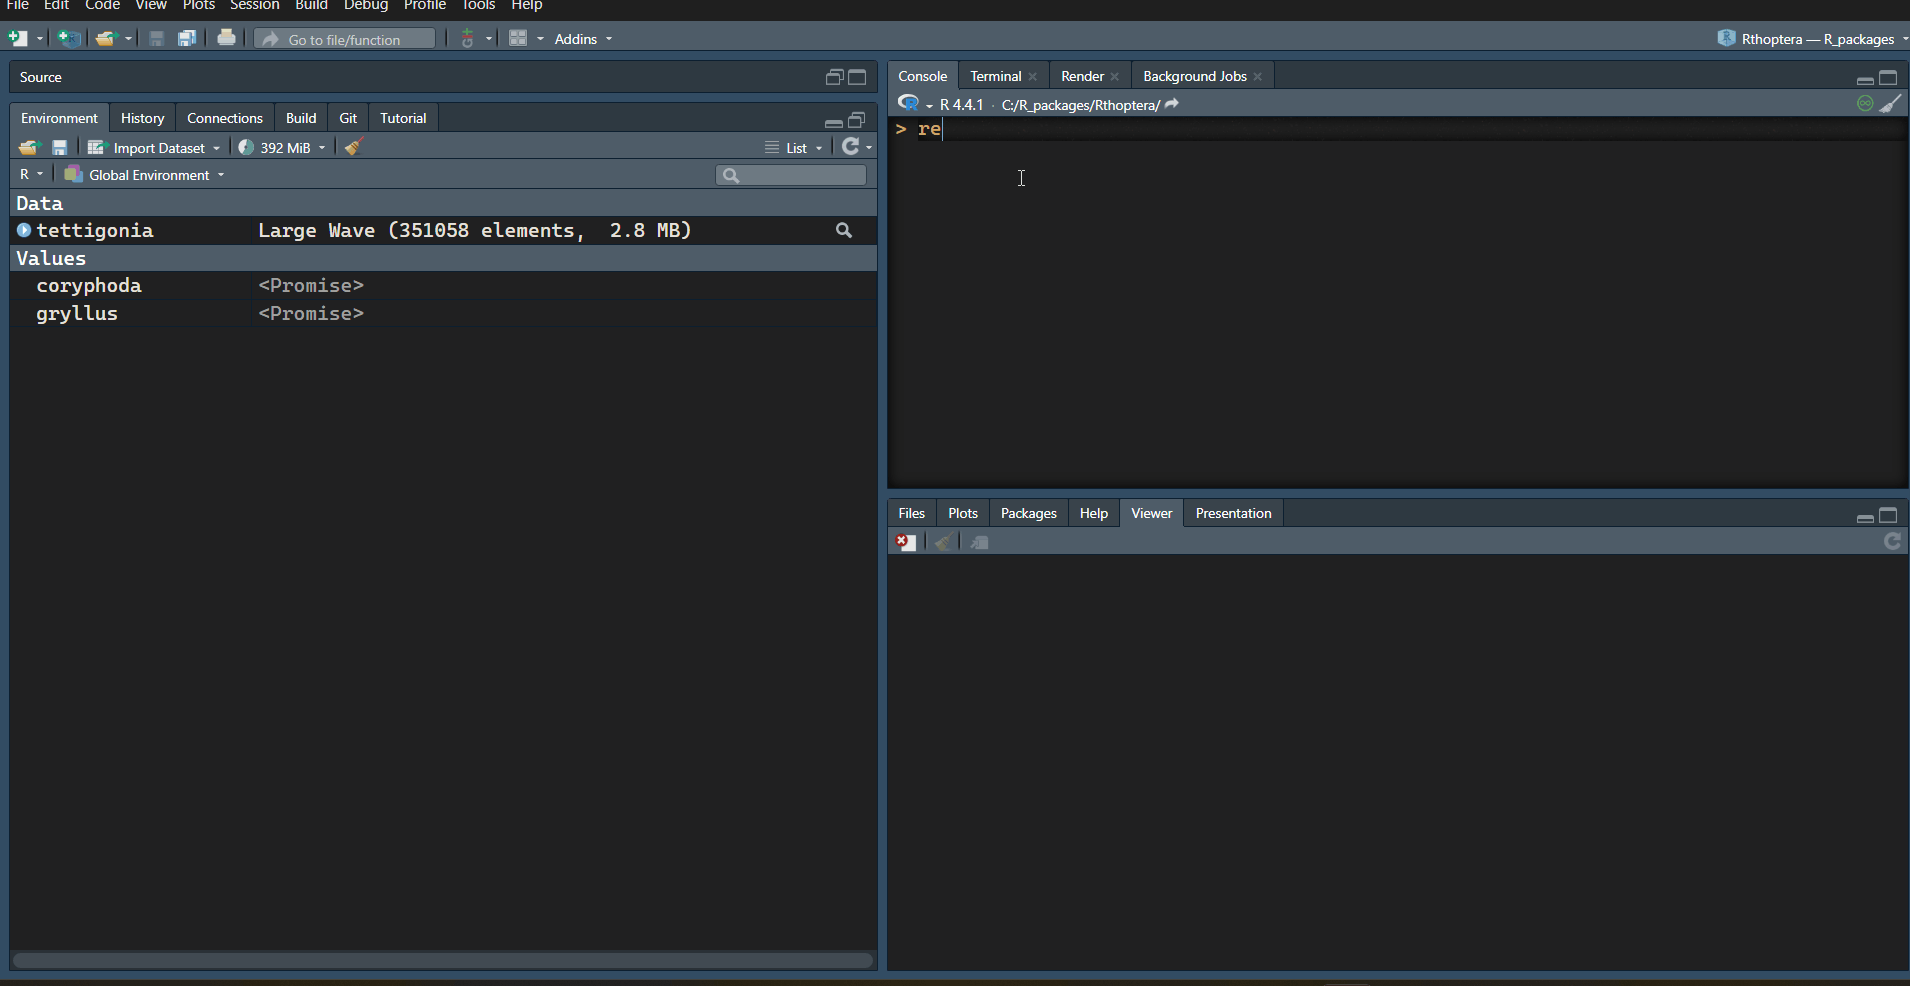 File Edit Code View Plots Session Build Debug Profile Tools Help
Go to file/function Addins Rthoptera — R_packages
Source
Environment History Connections Build Git Tutorial
Import Dataset 392 MiB List
R Global Environment
Data
tettigonia Large Wave (351058 elements, 2.8 MB)
Values
coryphoda <Promise>
gryllus <Promise>
Console Terminal Render Background Jobs
R 4.4.1 · C:/R_packages/Rthoptera/
> re
Files Plots Packages Help Viewer Presentation